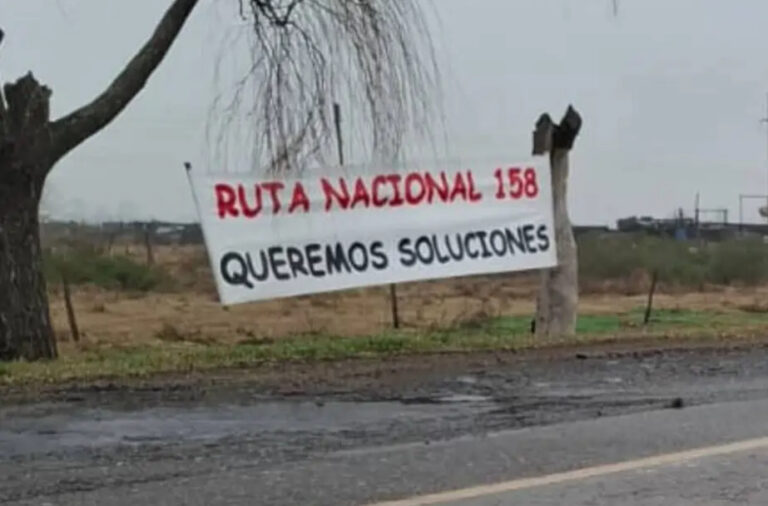 RUTA NACIONAL 158
QUEREMOS SOLUCIONES